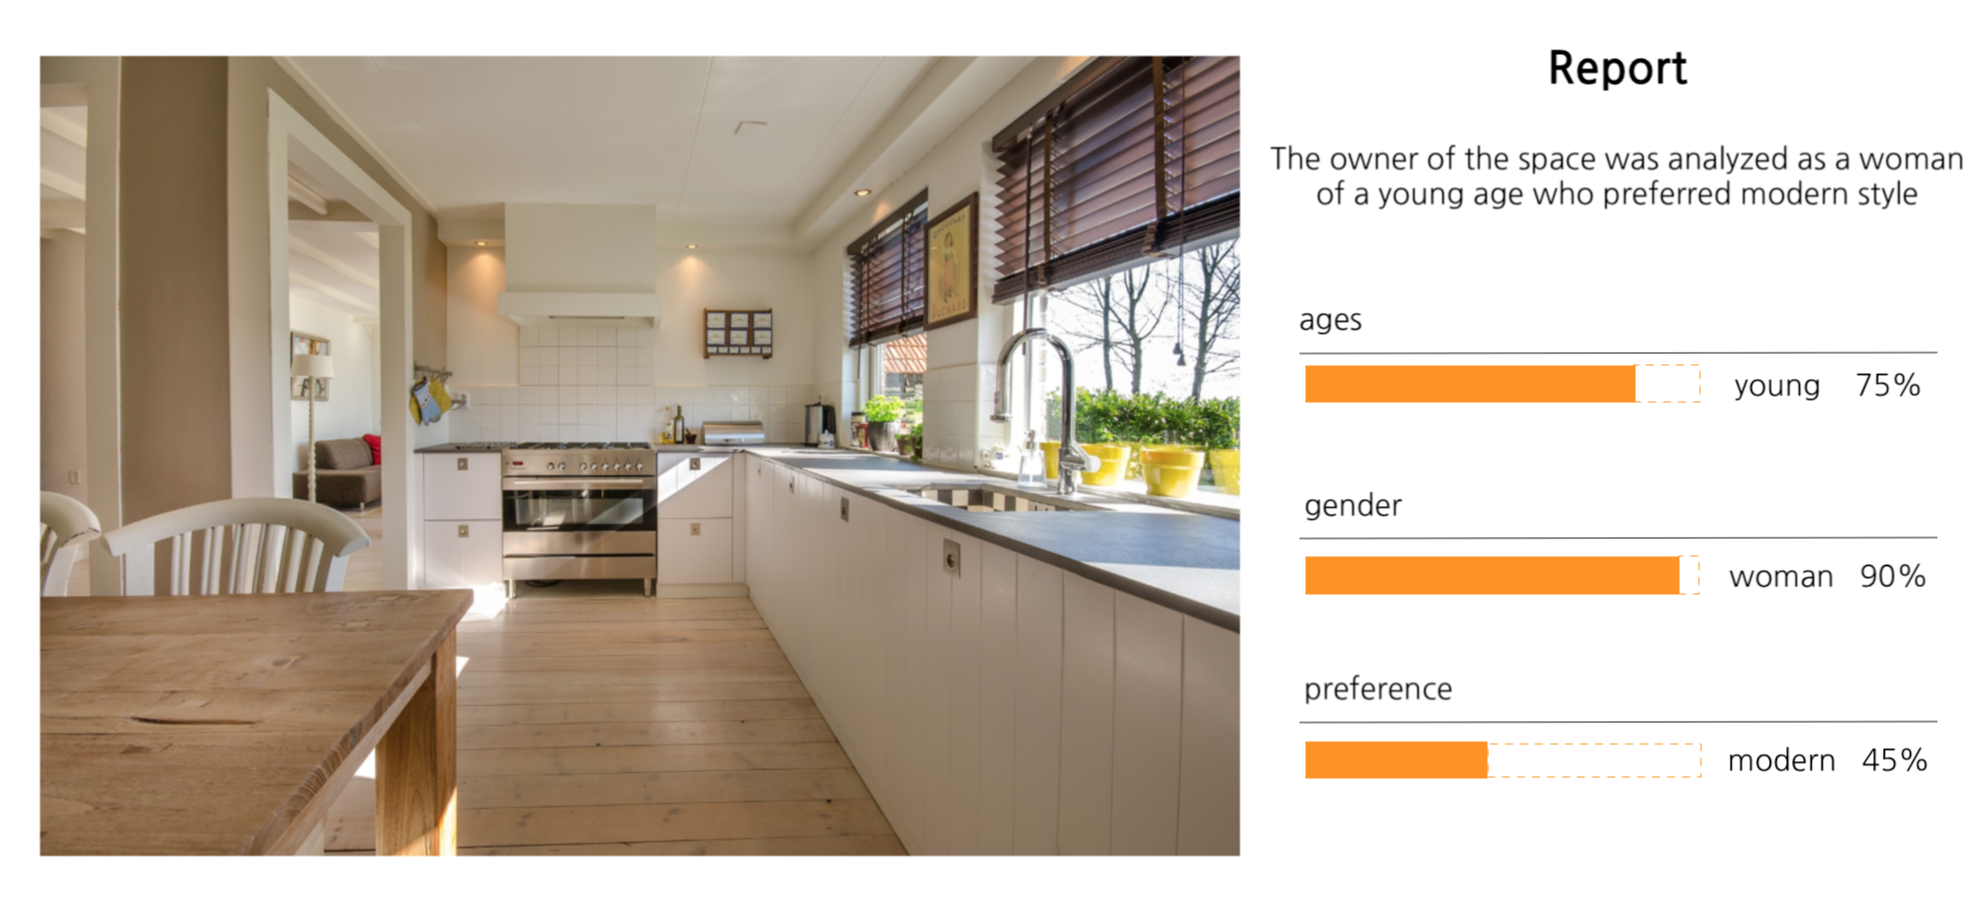 Report
The owner of the space was analyzed as a woman
of a young age who preferred modern style
ages
young 75%
gender
woman 90%
preference
modern 45%